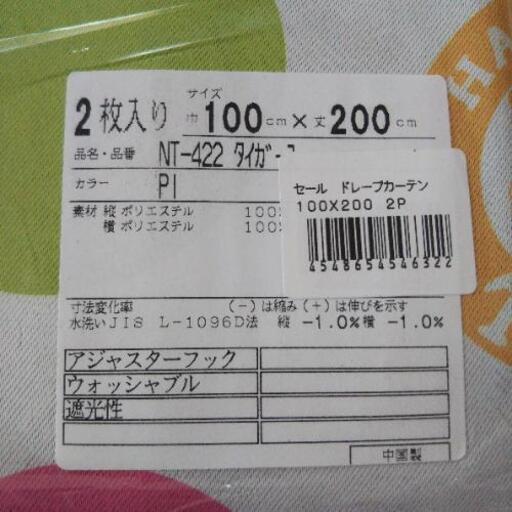 サイズ
2枚入り 巾100cm×丈200cm
品名・品番 NT-422 タイガー
カラー PI
素材 縦 ポリエステル 100
横 ポリエステル 100
セール ドレープカーテン
100X200 2P
4548654546322
寸法変化率 (-)は縮み(+)は伸びを示す
水洗いJIS L-1096D法 縦 -1.0% 横 -1.0%
アジャスターフック
ウォッシャブル
遮光性
中国製
HA